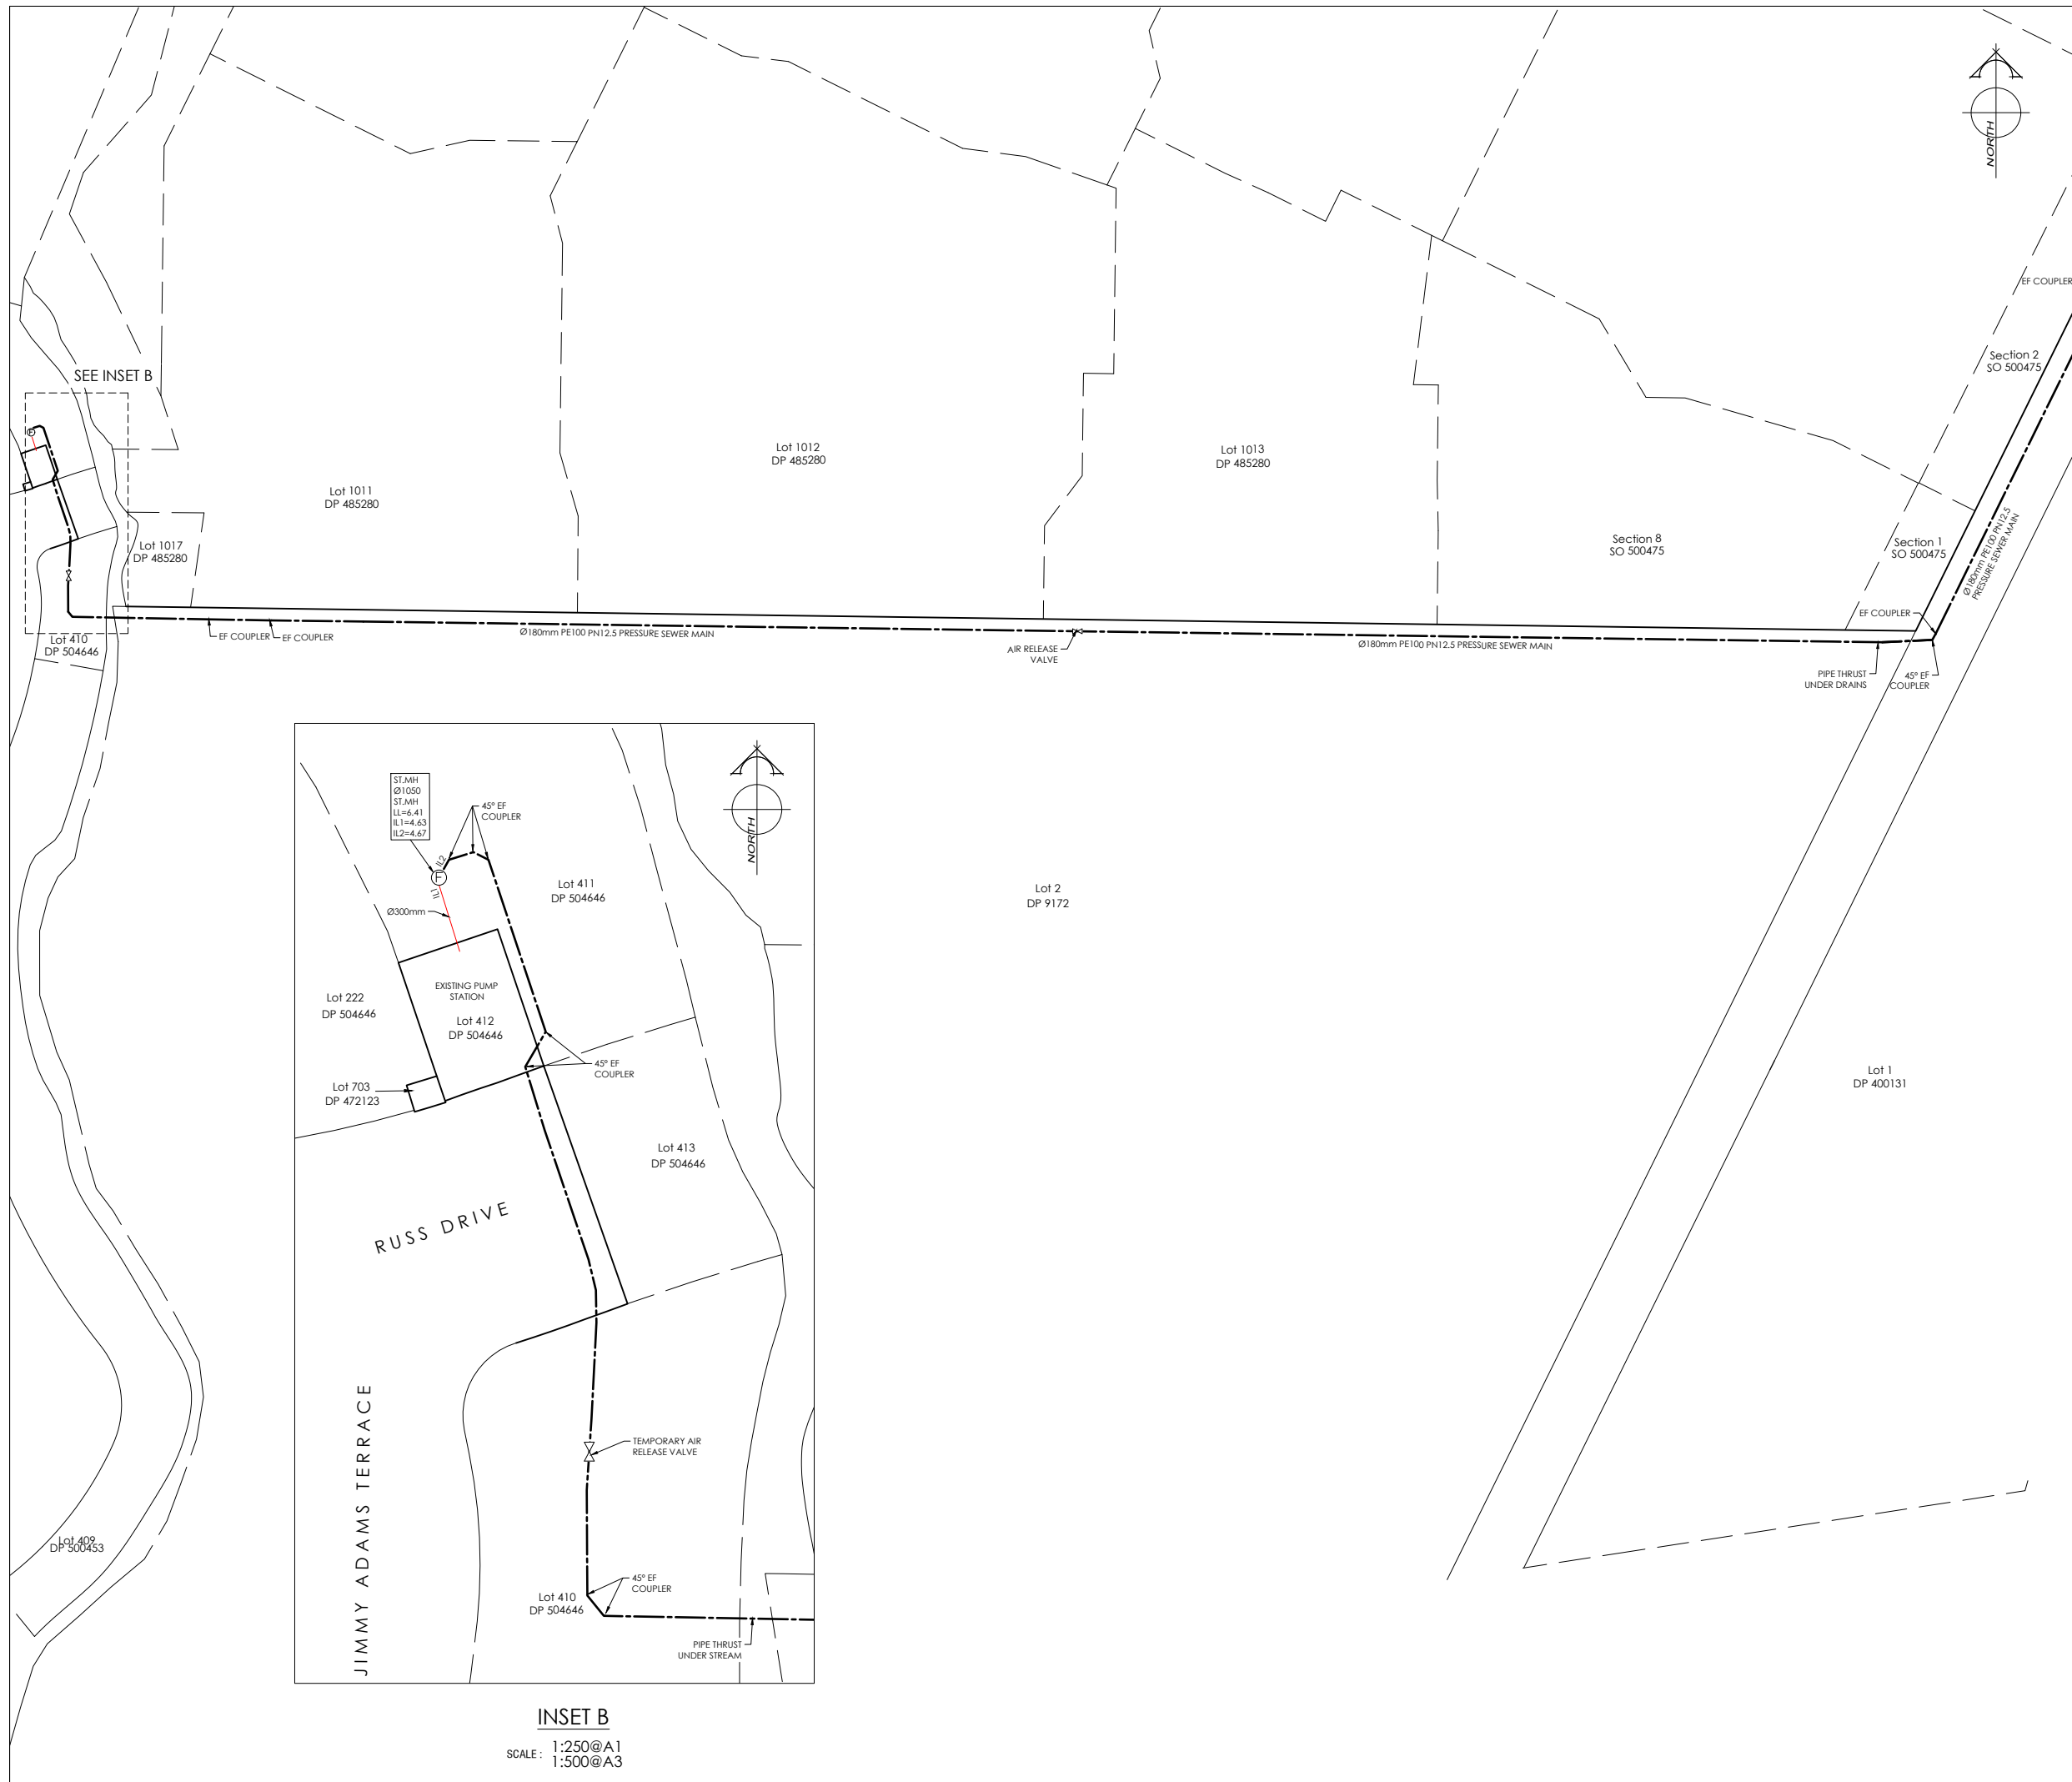 NORTH
EF COUPLER
Section 2
SO 500475
SEE INSET B
F
Lot 1012
DP 485280
Lot 1013
DP 485280
Lot 1011
DP 485280
Lot 1017
DP 485280
Section 8
SO 500475
Section 1
SO 500475
Ø180mm PE100 PN12.5
PRESSURE SEWER MAIN
EF COUPLER
Lot 410
DP 504646
EF COUPLER
EF COUPLER
Ø180mm PE100 PN12.5 PRESSURE SEWER MAIN
AIR RELEASE
VALVE
Ø180mm PE100 PN12.5 PRESSURE SEWER MAIN
PIPE THRUST
UNDER DRAINS
45° EF
COUPLER
ST.MH
Ø1050
ST.MH
LL=6.41
IL1=4.63
IL2=4.67
45° EF
COUPLER
NORTH
IL2
F
IL1
Ø300mm
Lot 411
DP 504646
Lot 2
DP 9172
EXISTING PUMP
STATION
Lot 222
DP 504646
Lot 412
DP 504646
45° EF
COUPLER
Lot 703
DP 472123
Lot 1
DP 400131
Lot 413
DP 504646
RUSS DRIVE
JIMMY ADAMS TERRACE
TEMPORARY AIR
RELEASE VALVE
45° EF
COUPLER
Lot 410
DP 504646
PIPE THRUST
UNDER STREAM
Lot 409
DP 500453
INSET B
SCALE : 1:250@A1
1:500@A3